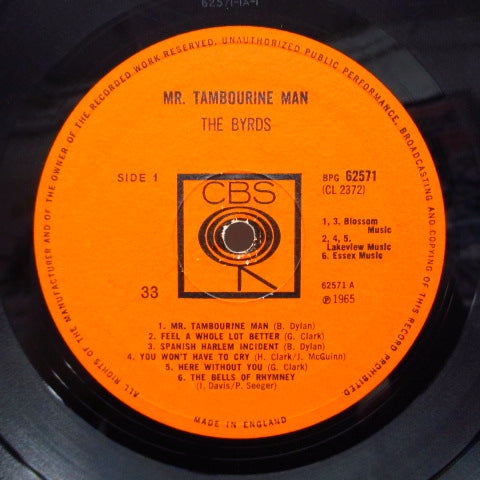 62571-1A-1
ALL RIGHTS OF THE MANUFACTURER AND OF THE OWNER OF THE RECORDED WORK RESERVED. UNAUTHORIZED PUBLIC PERFORMANCE, BROADCASTING AND COPYING OF THIS RECORD PROHIBITED
MR. TAMBOURINE MAN
THE BYRDS
SIDE 1
BPG 62571
(CL 2372)
CBS
1, 3. Blossom
Music
2, 4, 5.
Lakeview Music
6. Essex Music
33
62571 A
℗ 1965
1. MR. TAMBOURINE MAN (B. Dylan)
2. FEEL A WHOLE LOT BETTER (G. Clark)
3. SPANISH HARLEM INCIDENT (B. Dylan)
4. YOU WON'T HAVE TO CRY (H. Clark/J. McGuinn)
5. HERE WITHOUT YOU (G. Clark)
6. THE BELLS OF RHYMNEY
(I. Davis/P. Seeger)
MADE IN ENGLAND